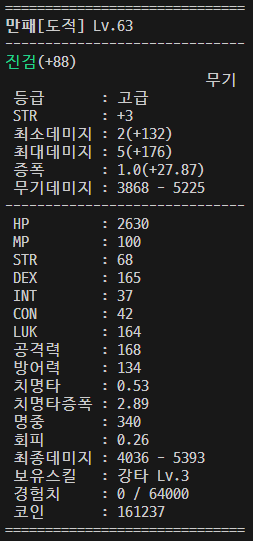 ==============================
만패[도적] Lv.63
------------------------------
진검(+88)
무기
등급 : 고급
STR : +3
최소데미지 : 2(+132)
최대데미지 : 5(+176)
증폭 : 1.0(+27.87)
무기데미지 : 3868 - 5225
------------------------------
HP : 2630
MP : 100
STR : 68
DEX : 165
INT : 37
CON : 42
LUK : 164
공격력 : 168
방어력 : 134
치명타 : 0.53
치명타증폭 : 2.89
명중 : 340
회피 : 0.26
최종데미지 : 4036 - 5393
보유스킬 : 강타 Lv.3
경험치 : 0 / 64000
코인 : 161237
==============================